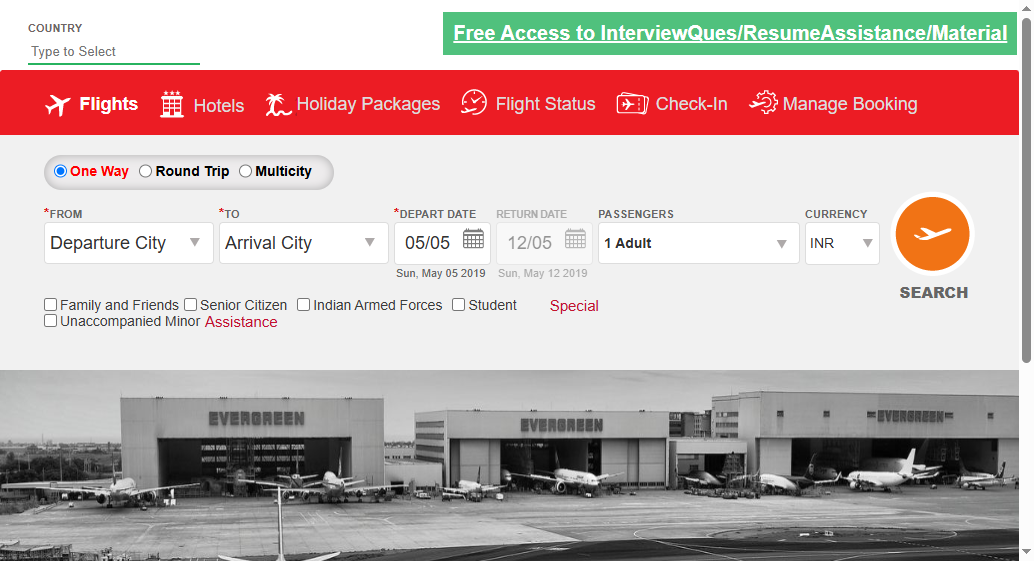 COUNTRY
Type to Select
Free Access to InterviewQues/ResumeAssistance/Material
Flights
Hotels
Holiday Packages
Flight Status
Check-In
Manage Booking
One Way
Round Trip
Multicity
*FROM
*TO
*DEPART DATE
RETURN DATE
PASSENGERS
CURRENCY
Departure City
Arrival City
05/05
12/05
1 Adult
INR
Sun, May 05 2019
Sun, May 12 2019
SEARCH
Family and Friends
Senior Citizen
Indian Armed Forces
Student
Special
Unaccompanied Minor
Assistance
EVERGREEN
EVERGREEN
EVERGREEN